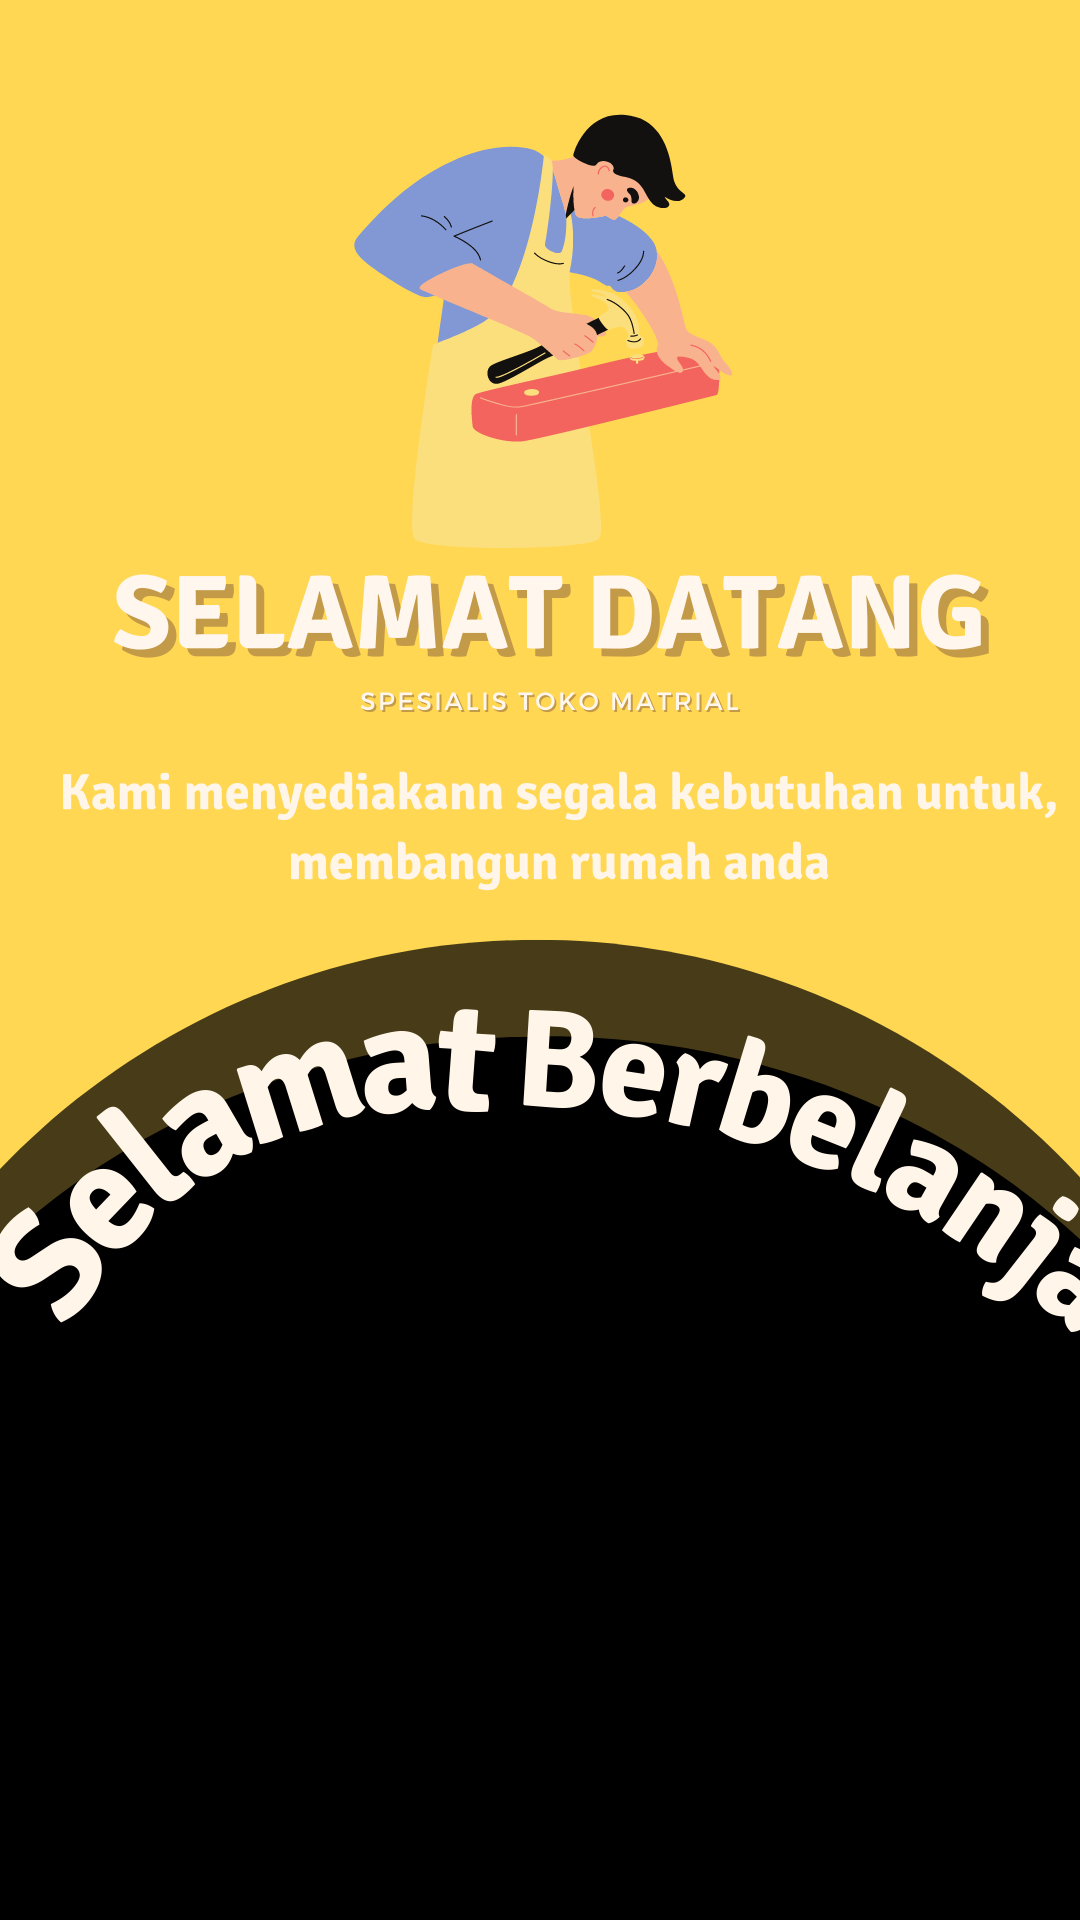 SELAMAT DATANG
SPESIALIS TOKO MATRIAL
Kami menyediakann segala kebutuhan untuk,
membangun rumah anda
Selamat Berbelanja